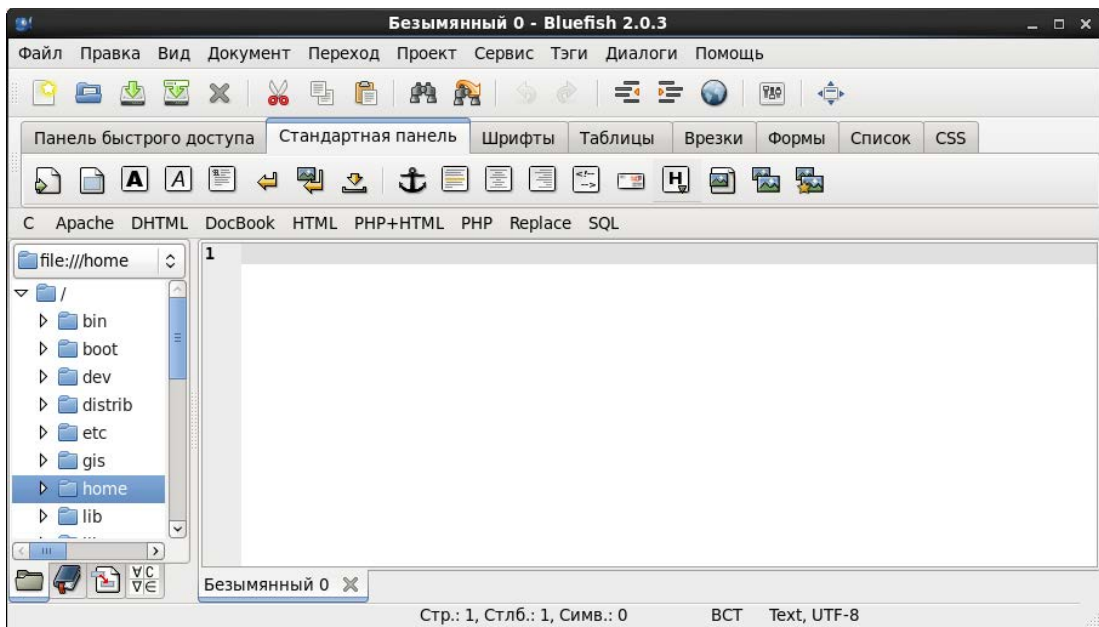 Безымянный 0 - Bluefish 2.0.3
Файл Правка Вид Документ Переход Проект Сервис Тэги Диалоги Помощь
Панель быстрого доступа Стандартная панель Шрифты Таблицы Врезки Формы Список CSS
C Apache DHTML DocBook HTML PHP+HTML PHP Replace SQL
file:///home
1
/
bin
boot
dev
distrib
etc
gis
home
lib
Безымянный 0
Стр.: 1, Стлб.: 1, Симв.: 0 ВСТ Text, UTF-8